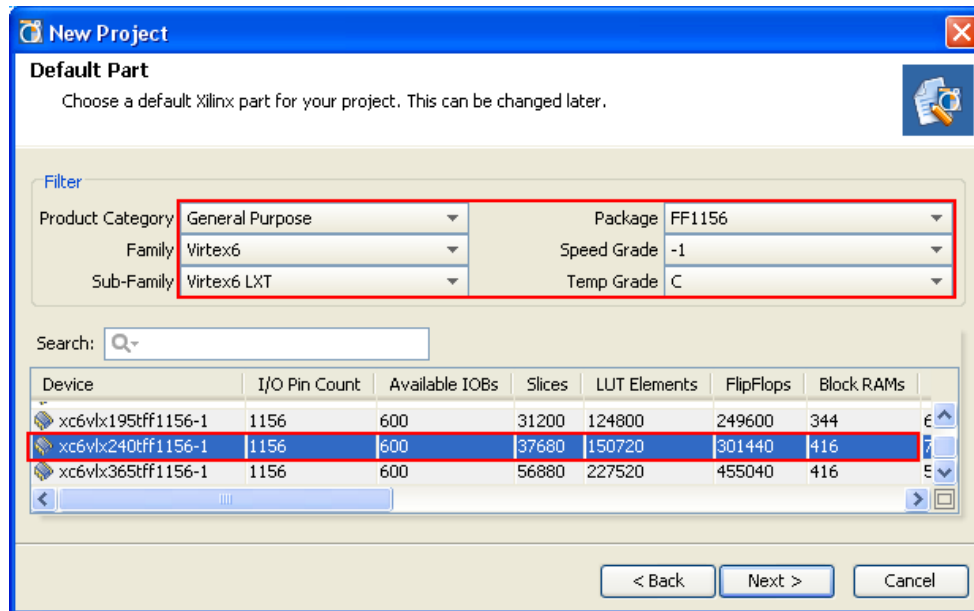 New Project
Default Part
Choose a default Xilinx part for your project. This can be changed later.
Filter
Product Category General Purpose Package FF1156
Family Virtex6 Speed Grade -1
Sub-Family Virtex6 LXT Temp Grade C
Search:
Device I/O Pin Count Available IOBs Slices LUT Elements FlipFlops Block RAMs
xc6vlx195tff1156-1 1156 600 31200 124800 249600 344
xc6vlx240tff1156-1 1156 600 37680 150720 301440 416
xc6vlx365tff1156-1 1156 600 56880 227520 455040 416
< Back Next > Cancel